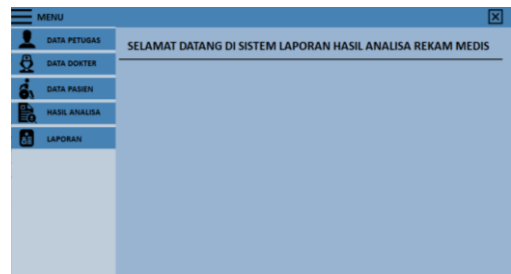 MENU
DATA PETUGAS
SELAMAT DATANG DI SISTEM LAPORAN HASIL ANALISA REKAM MEDIS
DATA DOKTER
DATA PASIEN
HASIL ANALISA
LAPORAN